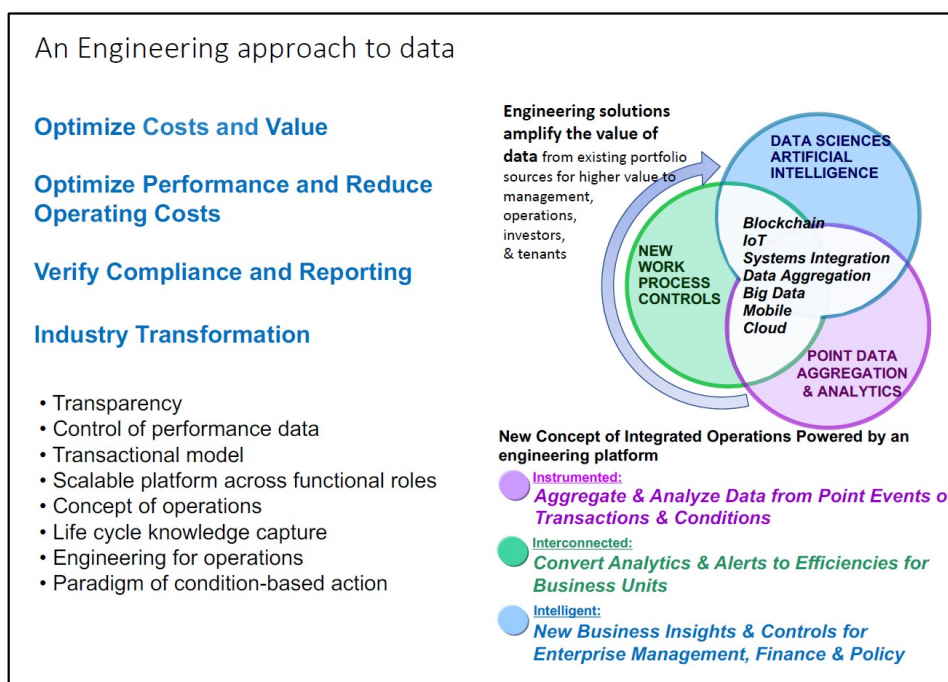 An Engineering approach to data
Optimize Costs and Value
Optimize Performance and Reduce
Operating Costs
Verify Compliance and Reporting
Industry Transformation
• Transparency
• Control of performance data
• Transactional model
• Scalable platform across functional roles
• Concept of operations
• Life cycle knowledge capture
• Engineering for operations
• Paradigm of condition-based action
Engineering solutions
amplify the value of
data from existing portfolio
sources for higher value to
management,
operations,
investors,
& tenants
DATA SCIENCES
ARTIFICIAL
INTELLIGENCE
NEW
WORK
PROCESS
CONTROLS
Blockchain
IoT
Systems Integration
Data Aggregation
Big Data
Mobile
Cloud
POINT DATA
AGGREGATION
& ANALYTICS
New Concept of Integrated Operations Powered by an
engineering platform
Instrumented:
Aggregate & Analyze Data from Point Events o
Transactions & Conditions
Interconnected:
Convert Analytics & Alerts to Efficiencies for
Business Units
Intelligent:
New Business Insights & Controls for
Enterprise Management, Finance & Policy